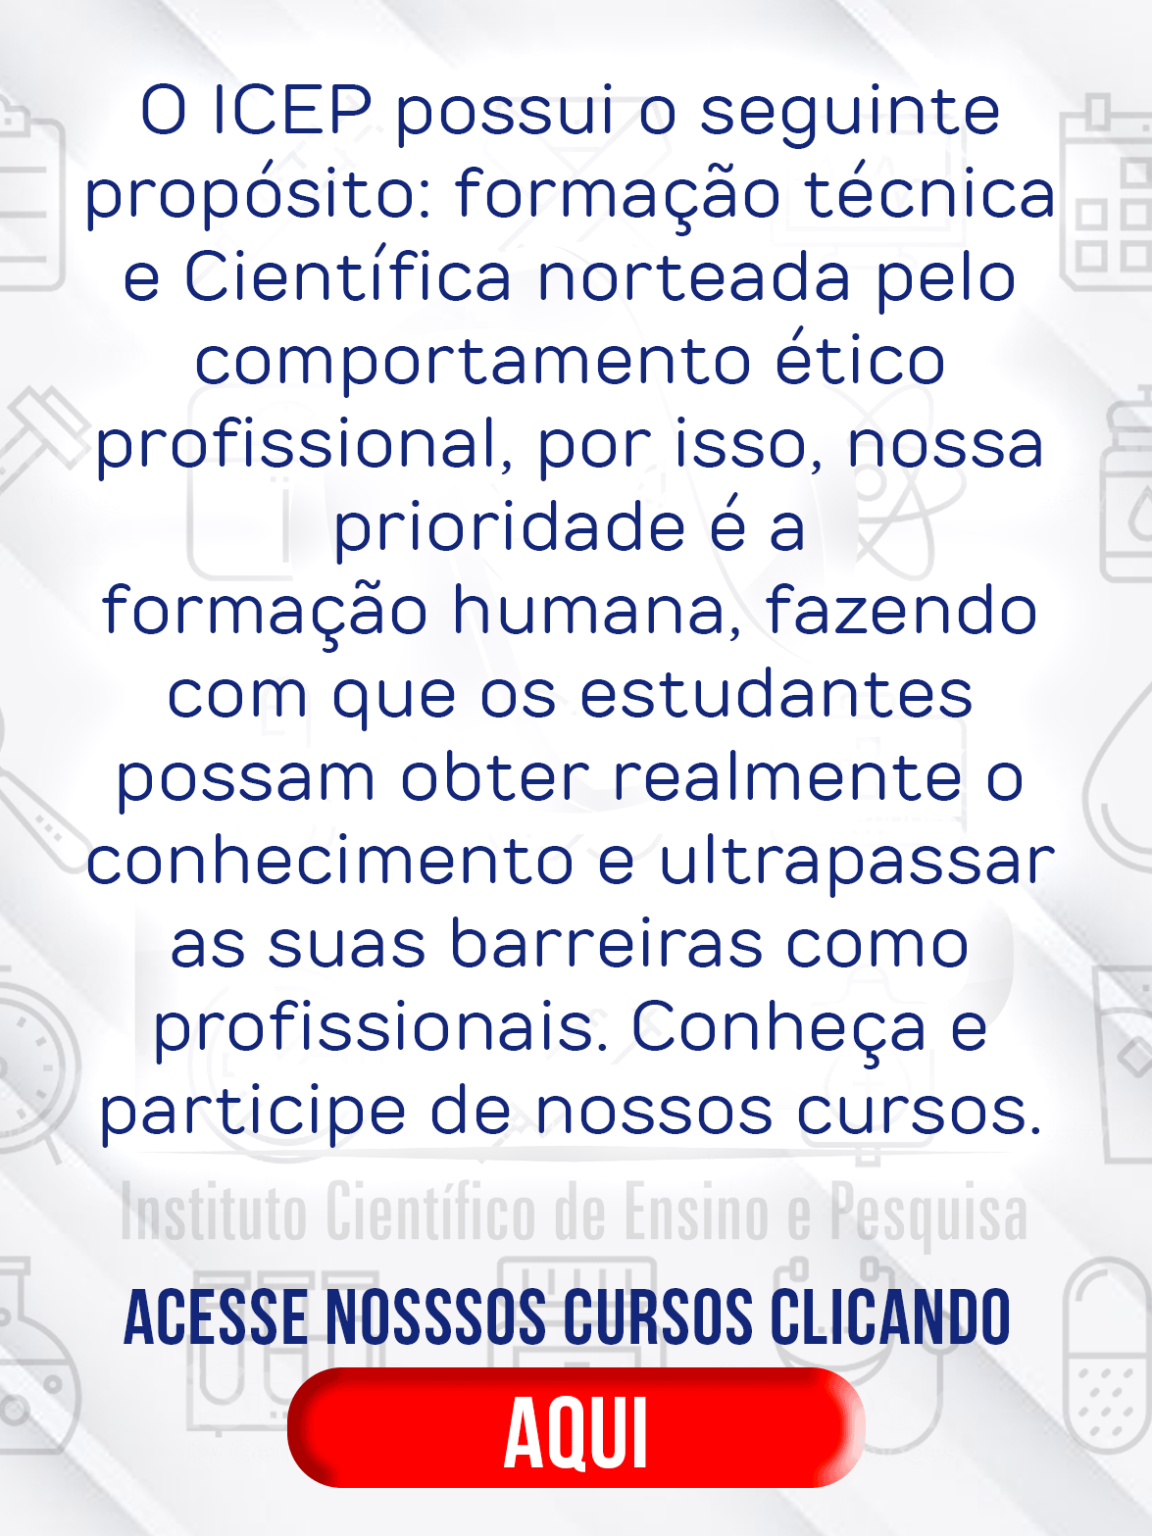 O ICEP possui o seguinte
propósito: formação técnica
e Científica norteada pelo
comportamento ético
profissional, por isso, nossa
prioridade é a
formação humana, fazendo
com que os estudantes
possam obter realmente o
conhecimento e ultrapassar
as suas barreiras como
profissionais. Conheça e
participe de nossos cursos.
Instituto Científico de Ensino e Pesquisa
ACESSE NOSSSOS CURSOS CLICANDO
AQUI